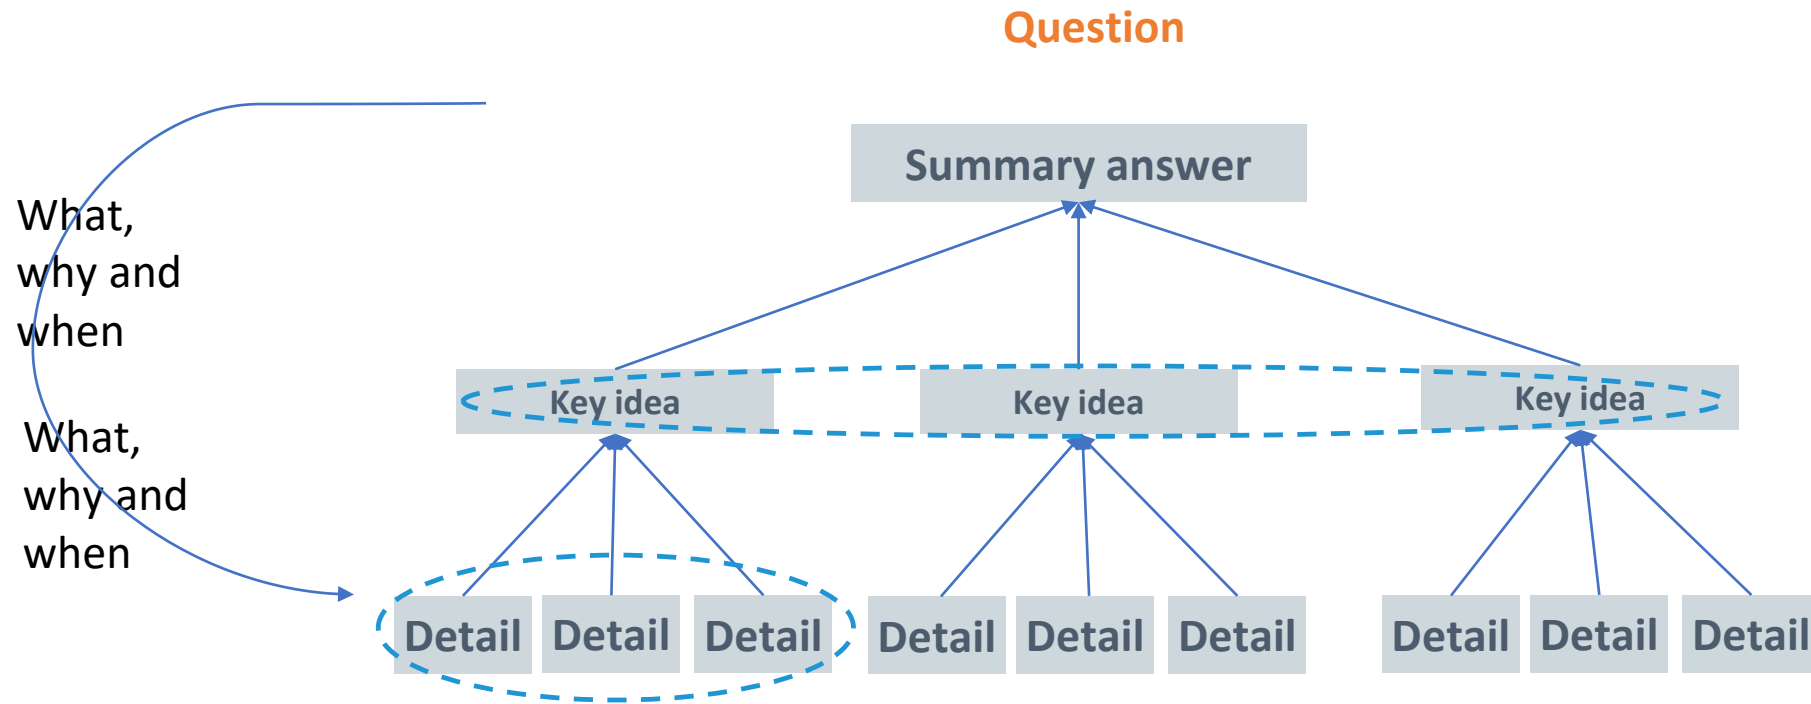 Question
Summary answer
What,
why and
when
Key idea
Key idea
Key idea
What,
why and
when
Detail
Detail
Detail
Detail
Detail
Detail
Detail
Detail
Detail